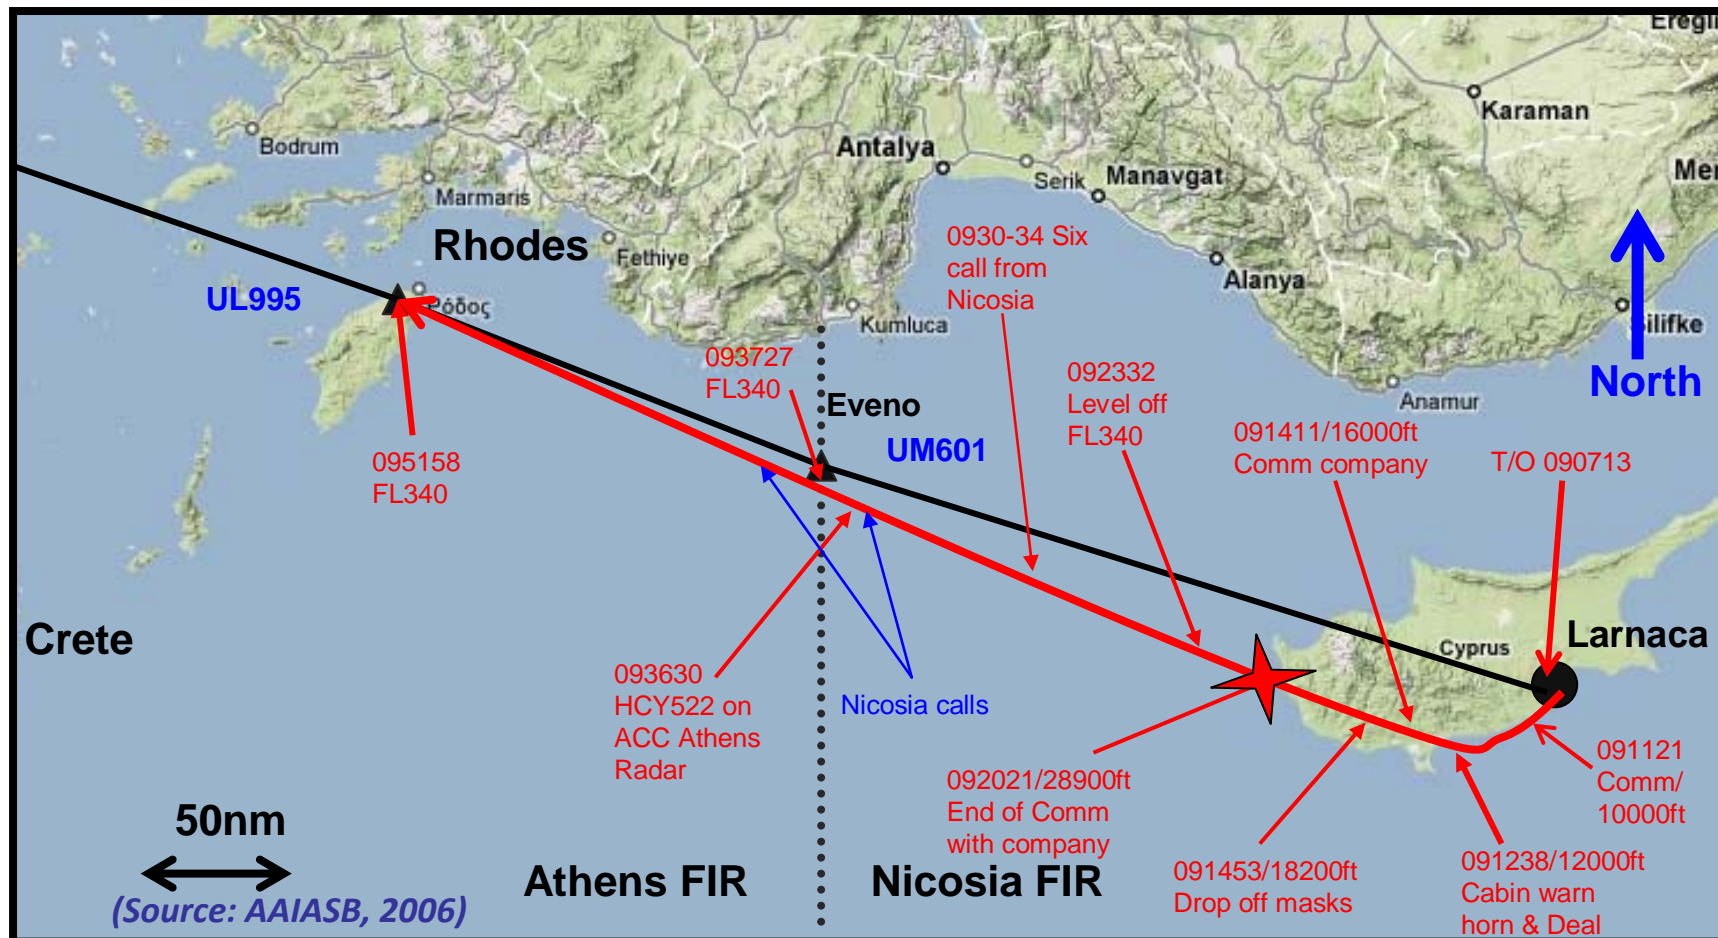 Eregli
Karaman
Bodrum
Antalya
Marmaris
Serik
Manavgat
Mer
Rhodes
Fethiye
0930-34 Six
call from
Nicosia
Alanya
UL995
Ρόδος
Kumluca
Silifke
093727
FL340
092332
Level off
FL340
North
Anamur
Eveno
UM601
091411/16000ft
Comm company
T/O 090713
095158
FL340
Crete
Cyprus
Larnaca
093630
HCY522 on
ACC Athens
Radar
Nicosia calls
092021/28900ft
End of Comm
with company
091121
Comm/
10000ft
50nm
091453/18200ft
Drop off masks
091238/12000ft
Cabin warn
horn & Deal
Athens FIR
Nicosia FIR
(Source: AAIASB, 2006)